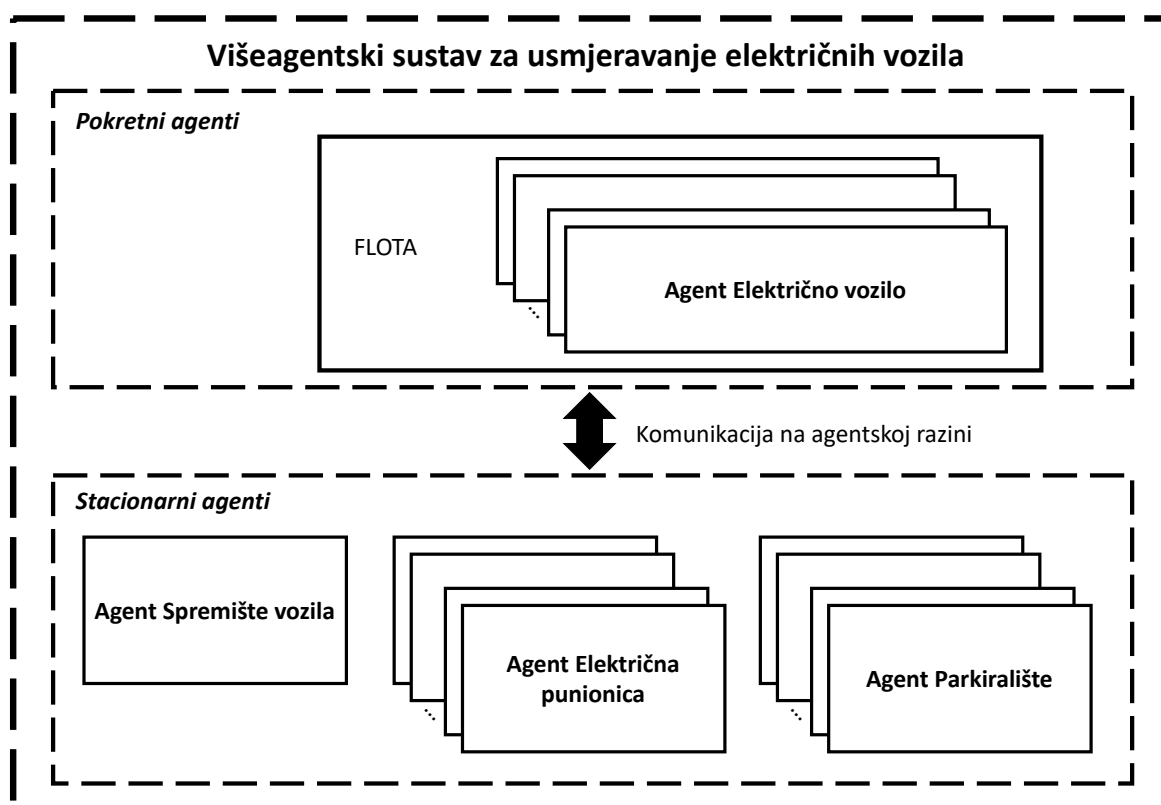 Višeagentski sustav za usmjeravanje električnih vozila
Pokretni agenti
FLOTA
Agent Električno vozilo
...
Komunikacija na agentskoj razini
Stacionarni agenti
Agent Spremište vozila
Agent Električna
punionica
...
Agent Parkiralište
...